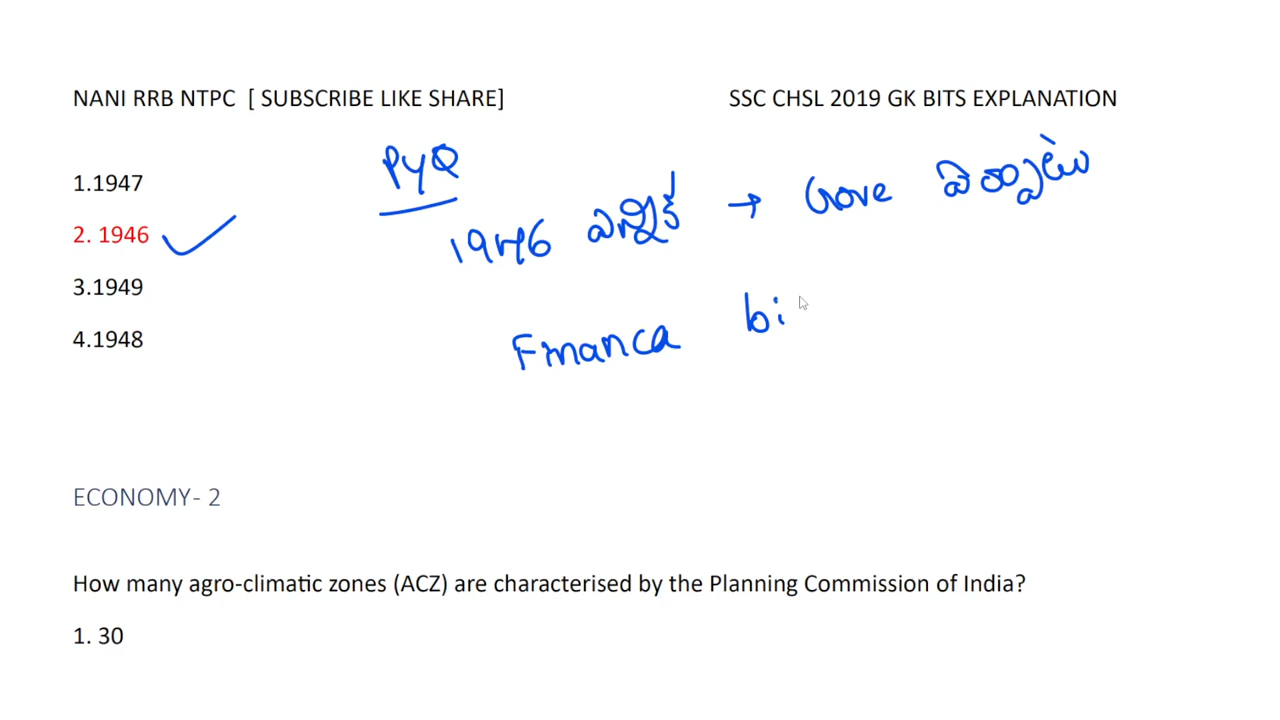 NANI RRB NTPC [ SUBSCRIBE LIKE SHARE] SSC CHSL 2019 GK BITS EXPLANATION
PYQ
1.1947
2. 1946
1946 → Gove
3.1949
Financa bi
4.1948
ECONOMY- 2
How many agro-climatic zones (ACZ) are characterised by the Planning Commission of India?
1. 30